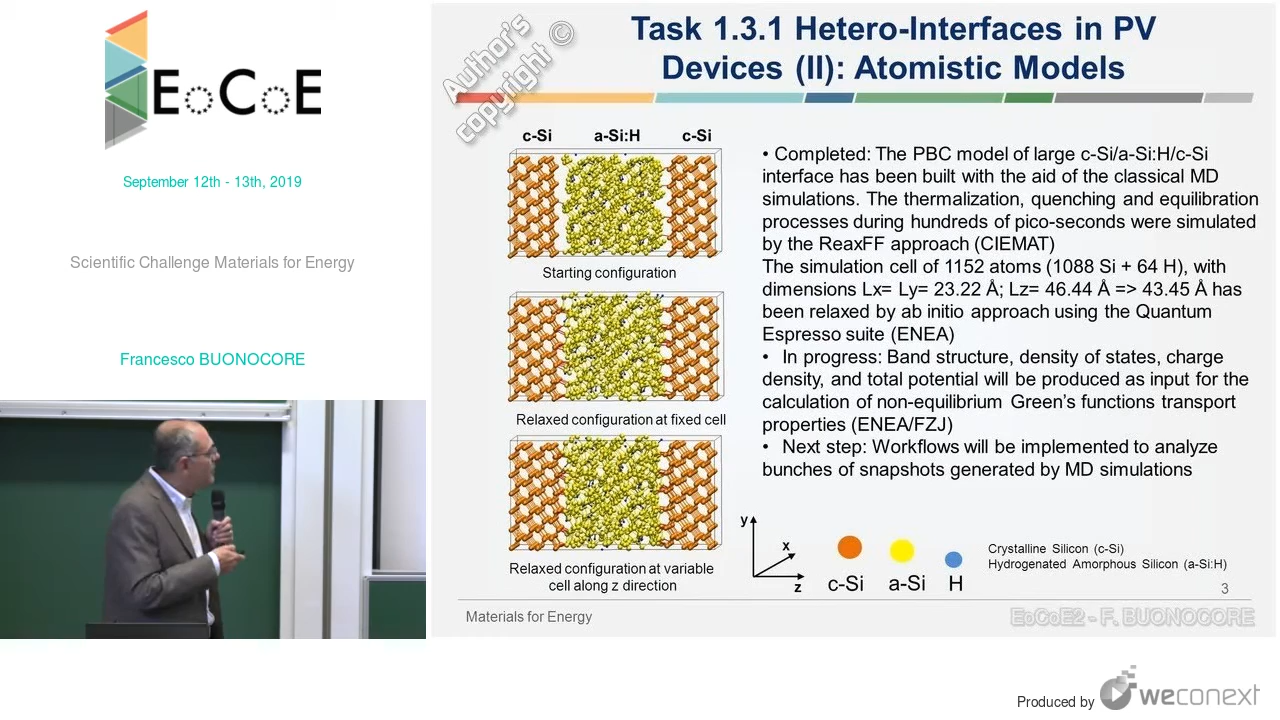 EoCoE
September 12th - 13th, 2019
Scientific Challenge Materials for Energy
Francesco BUONOCORE
Author's
copyright ©
Task 1.3.1 Hetero-Interfaces in PV
Devices (II): Atomistic Models
c-Si a-Si:H c-Si
Starting configuration
Relaxed configuration at fixed cell
Relaxed configuration at variable
cell along z direction
• Completed: The PBC model of large c-Si/a-Si:H/c-Si
interface has been built with the aid of the classical MD
simulations. The thermalization, quenching and equilibration
processes during hundreds of pico-seconds were simulated
by the ReaxFF approach (CIEMAT)
The simulation cell of 1152 atoms (1088 Si + 64 H), with
dimensions Lx= Ly= 23.22 Å; Lz= 46.44 Å => 43.45 Å has
been relaxed by ab initio approach using the Quantum
Espresso suite (ENEA)
• In progress: Band structure, density of states, charge
density, and total potential will be produced as input for the
calculation of non-equilibrium Green's functions transport
properties (ENEA/FZJ)
• Next step: Workflows will be implemented to analyze
bunches of snapshots generated by MD simulations
y
x
z
c-Si a-Si H
Crystalline Silicon (c-Si)
Hydrogenated Amorphous Silicon (a-Si:H)
3
Materials for Energy
EoCoE2 - F. BUONOCORE
Produced by weconext